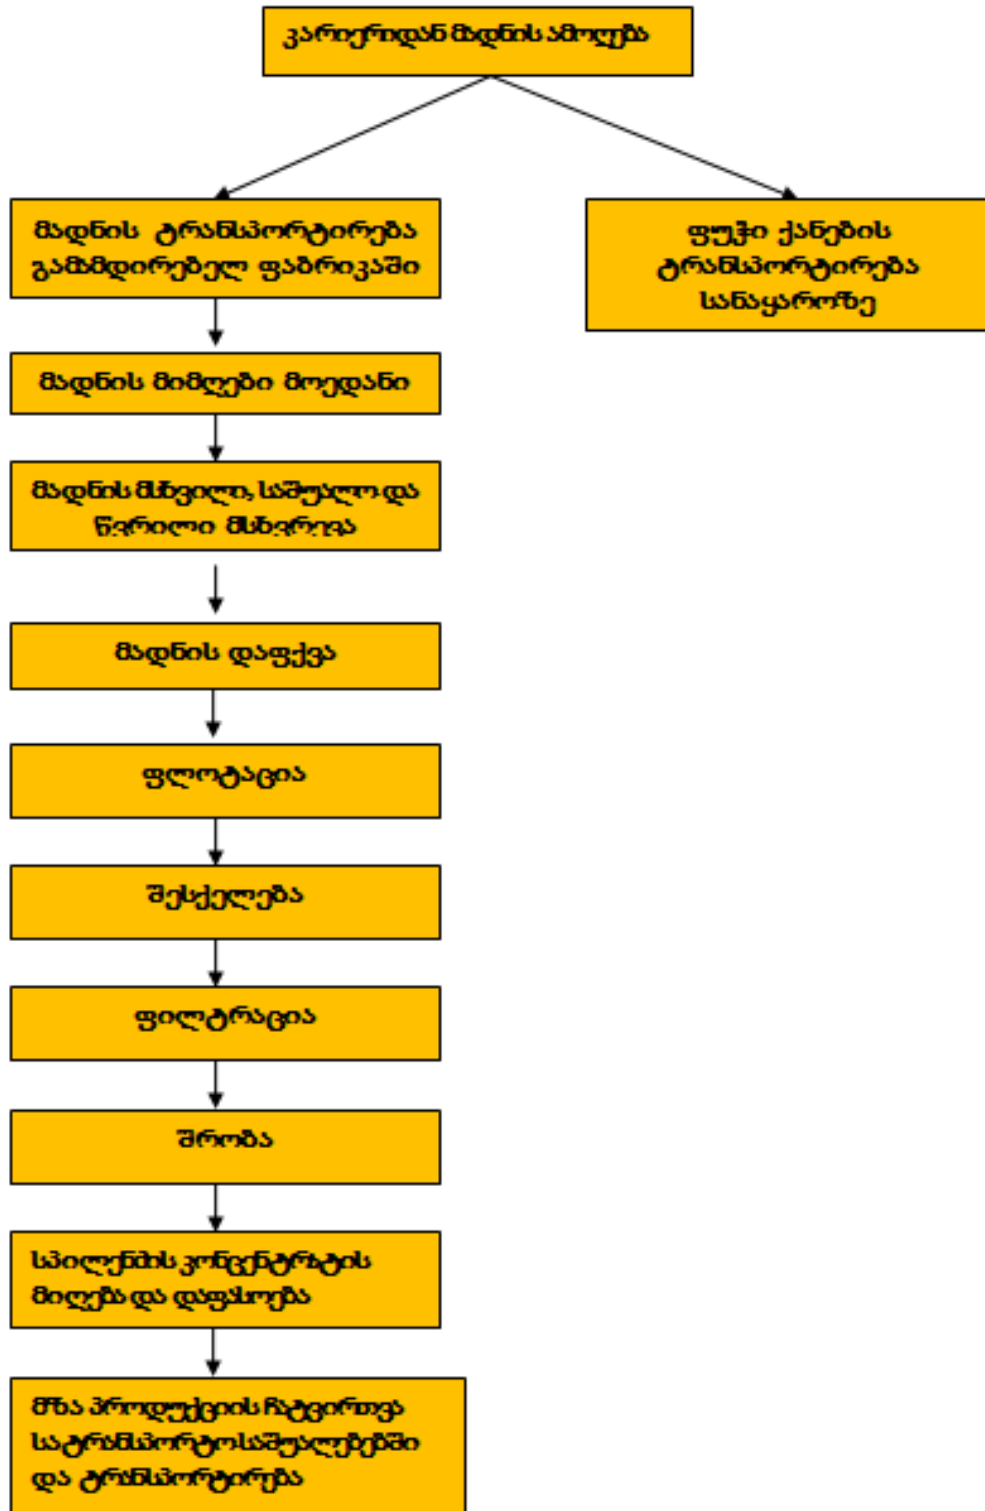 კარიერიდან მადნის ამოღება
მადნის ტრანსპორტირება
გამამდირებელ ფაბრიკაში
ფუჭი ქანების
ტრანსპორტირება
სანაყაროზე
მადნის მიმღები მოედანი
მადნის მსხვილი, საშუალო და
წვრილი მსხვრევა
მადნის დაფქვა
ფლოტაცია
შესქელება
ფილტრაცია
შრობა
სპილენძის კონცენტრატის
მიღება და დაფასოება
მზა პროდუქციის ჩატვირთვა
სატრანსპორტო საშუალებებში
და ტრანსპორტირება